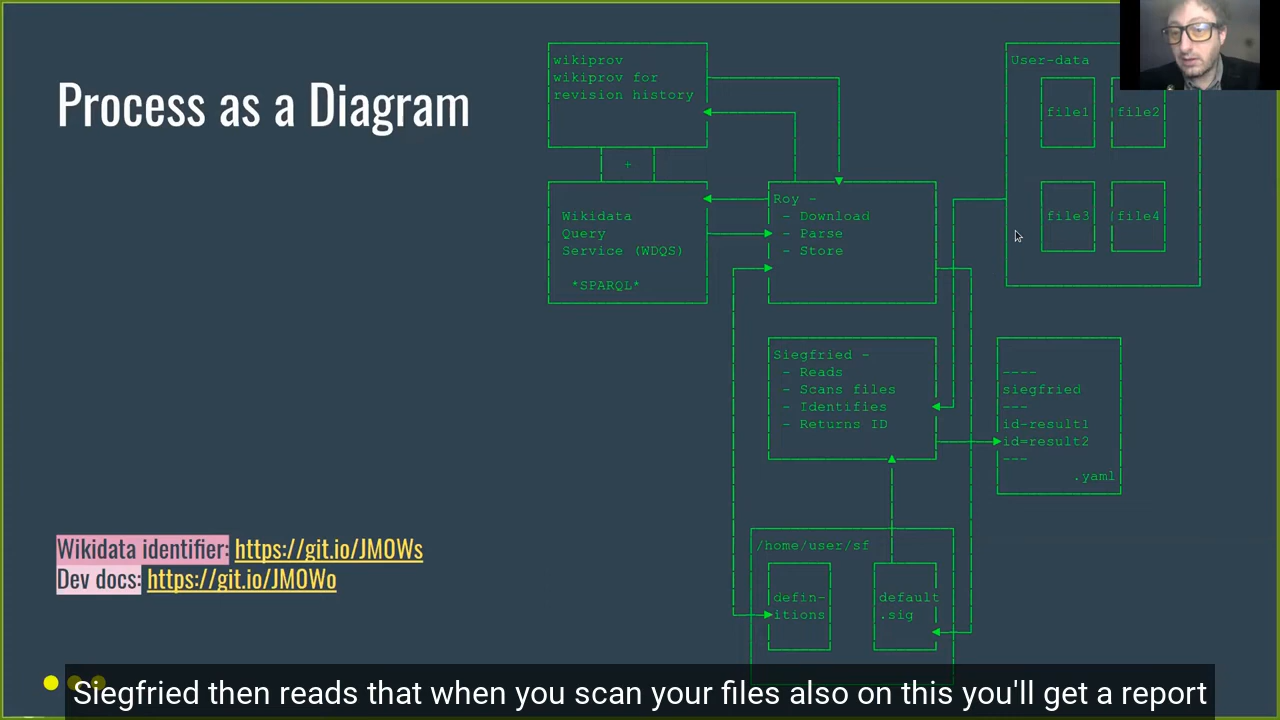 Process as a Diagram
wikiprov
wikiprov for
revision history
+
Wikidata
Query
Service (WDQS)
*SPARQL*
Roy -
- Download
- Parse
- Store
User-data
file1
file2
file3
file4
Siegfried -
- Reads
- Scans files
- Identifies
- Returns ID
----
siegfried
---
id-result1
id=result2
---
.yaml
/home/user/sf
defin-
itions
default
.sig
Wikidata identifier: https://git.io/JMOWs
Dev docs: https://git.io/JMOWo
Siegfried then reads that when you scan your files also on this you'll get a report